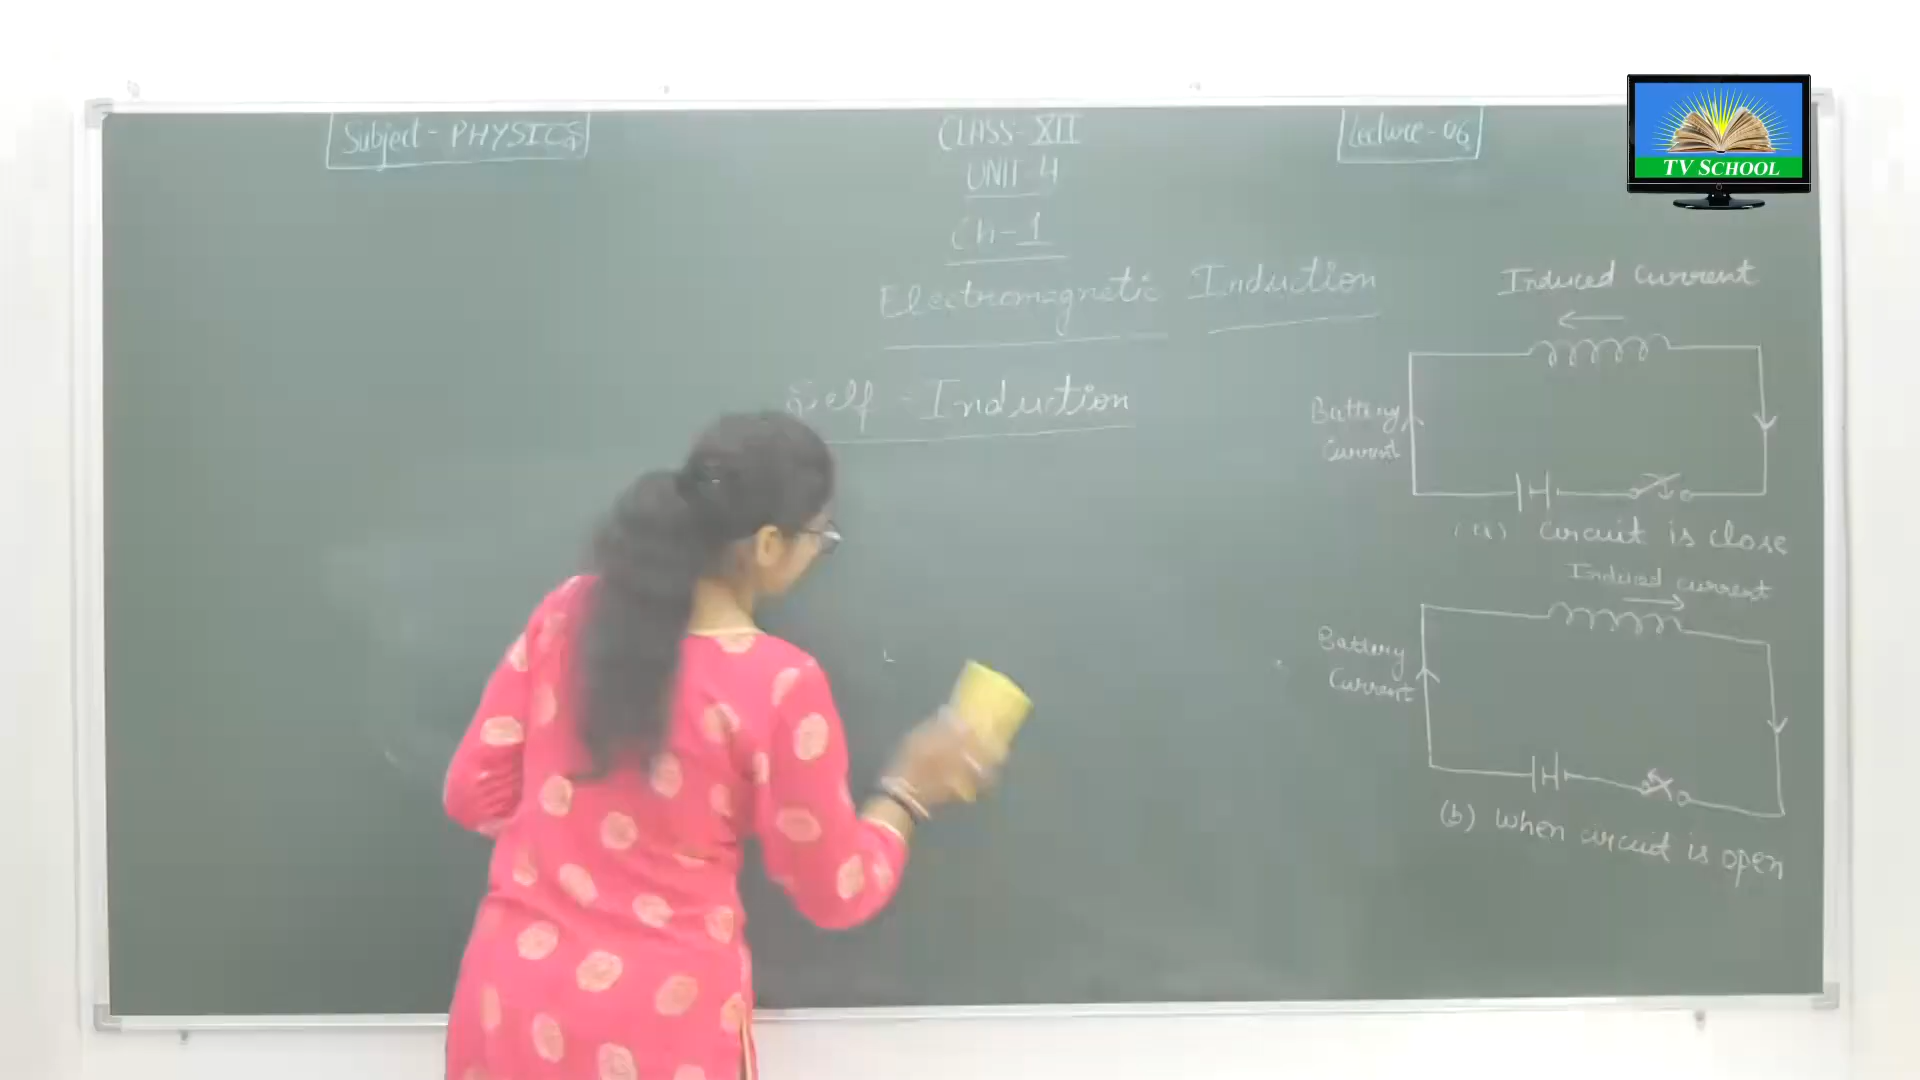 Subject - PHYSICS
CLASS- XII
UNIT-4
Ch-1
Lecture - 06
TV SCHOOL
Electromagnetic Induction
Self - Induction
Induced current
Battery
Current
(a) circuit is close
Induced current
Battery
Current
(b) when circuit is open